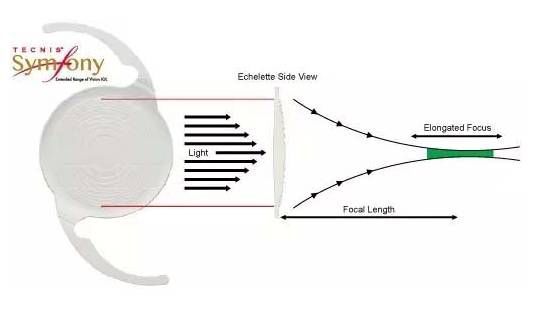 TECNIS®
Symfony
Extended Range of Vision IOL
Echelette Side View
Light
Elongated Focus
Focal Length